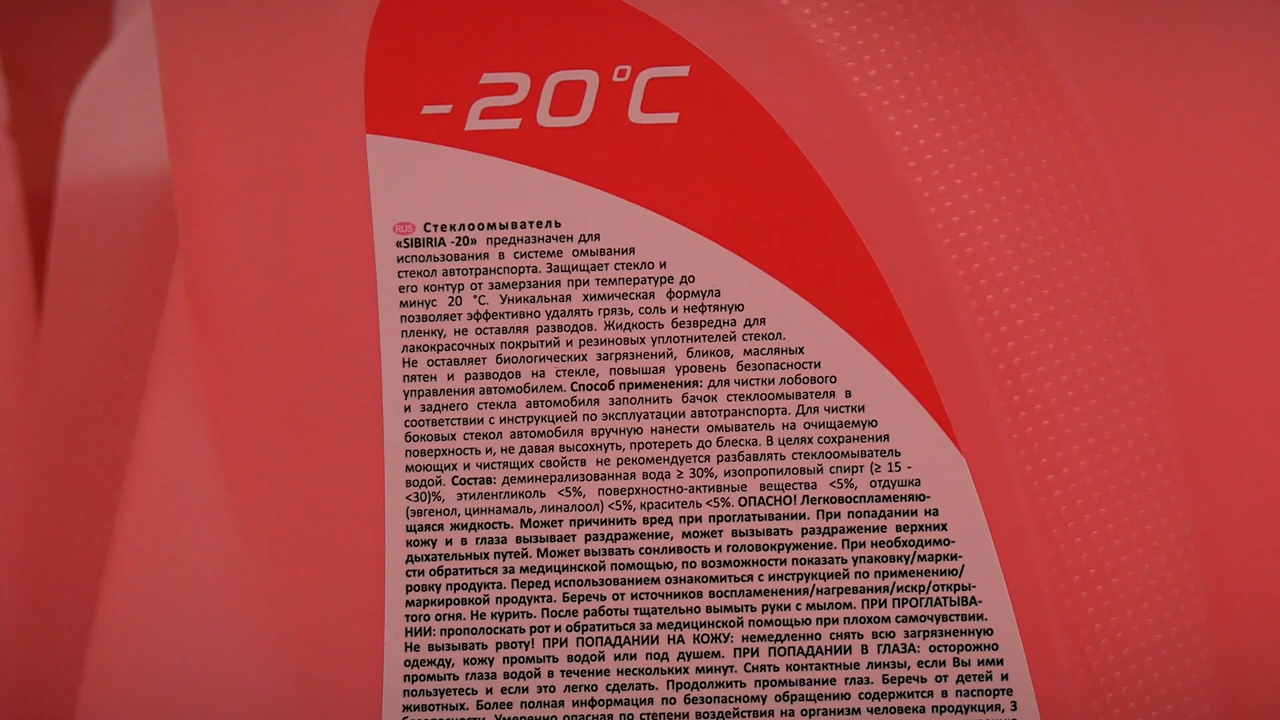 -20°C
RUS Стеклоомыватель
«SIBIRIA -20» предназначен для
использования в системе омывания
стекол автотранспорта. Защищает стекло и
его контур от замерзания при температуре до
минус 20 °С. Уникальная химическая формула
позволяет эффективно удалять грязь, соль и нефтяную
пленку, не оставляя разводов. Жидкость безвредна для
лакокрасочных покрытий и резиновых уплотнителей стекол.
Не оставляет биологических загрязнений, бликов, масляных
пятен и разводов на стекле, повышая уровень безопасности
управления автомобилем. Способ применения: для чистки лобового
и заднего стекла автомобиля заполнить бачок стеклоомывателя в
соответствии с инструкцией по эксплуатации автотранспорта. Для чистки
боковых стекол автомобиля вручную нанести омыватель на очищаемую
поверхность и, не давая высохнуть, протереть до блеска. В целях сохранения
моющих и чистящих свойств не рекомендуется разбавлять стеклоомыватель
водой. Состав: деминерализованная вода ≥ 30%, изопропиловый спирт (≥ 15 -
<30)%, этиленгликоль <5%, поверхностно-активные вещества <5%, отдушка
(эвгенол, циннамаль, линалоол) <5%, краситель <5%. ОПАСНО! Легковоспламеняю-
щаяся жидкость. Может причинить вред при проглатывании. При попадании на
кожу и в глаза вызывает раздражение, может вызывать раздражение верхних
дыхательных путей. Может вызвать сонливость и головокружение. При необходимо-
сти обратиться за медицинской помощью, по возможности показать упаковку/марки-
ровку продукта. Перед использованием ознакомиться с инструкцией по применению/
маркировкой продукта. Беречь от источников воспламенения/нагревания/искр/откры-
того огня. Не курить. После работы тщательно вымыть руки с мылом. ПРИ ПРОГЛАТЫВА-
НИИ: прополоскать рот и обратиться за медицинской помощью при плохом самочувствии.
Не вызывать рвоту! ПРИ ПОПАДАНИИ НА КОЖУ: немедленно снять всю загрязненную
одежду, кожу промыть водой или под душем. ПРИ ПОПАДАНИИ В ГЛАЗА: осторожно
промыть глаза водой в течение нескольких минут. Снять контактные линзы, если Вы ими
пользуетесь и если это легко сделать. Продолжить промывание глаз. Беречь от детей и
животных. Более полная информация по безопасному обращению содержится в паспорте
безопасности. Умеренно опасная по степени воздействия на организм человека продукция, 3